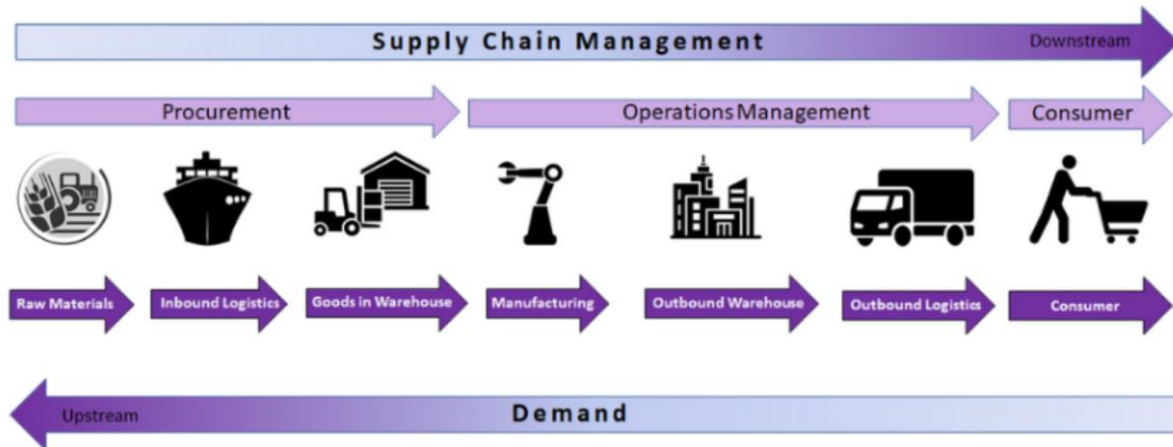 Supply Chain Management
Downstream
Procurement
Operations Management
Consumer
Raw Materials
Inbound Logistics
Goods in Warehouse
Manufacturing
Outbound Warehouse
Outbound Logistics
Consumer
Upstream
Demand